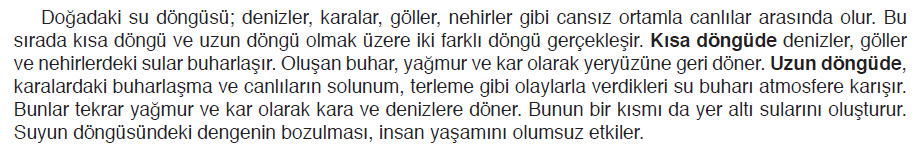 Doğadaki su döngüsü; denizler, karalar, göller, nehirler gibi cansız ortamla canlılar arasında olur. Bu
sırada kısa döngü ve uzun döngü olmak üzere iki farklı döngü gerçekleşir. Kısa döngüde denizler, göller
ve nehirlerdeki sular buharlaşır. Oluşan buhar, yağmur ve kar olarak yeryüzüne geri döner. Uzun döngüde,
karalardaki buharlaşma ve canlıların solunum, terleme gibi olaylarla verdikleri su buharı atmosfere karışır.
Bunlar tekrar yağmur ve kar olarak kara ve denizlere döner. Bunun bir kısmı da yer altı sularını oluşturur.
Suyun döngüsündeki dengenin bozulması, insan yaşamını olumsuz etkiler.